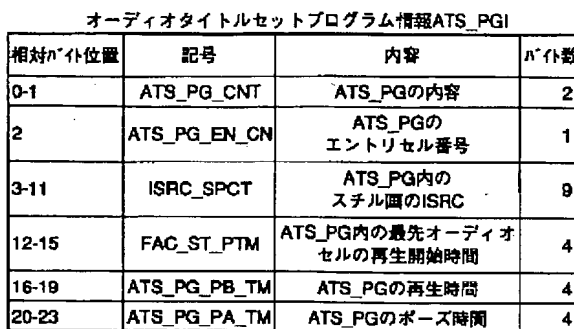 オーディオタイトルセットプログラム情報ATS_PGI
相対ﾊﾞｲﾄ位置 記号 内容 ﾊﾞｲﾄ数
0-1 ATS_PG_CNT ATS_PGの内容 2
2 ATS_PG_EN_CN ATS_PGの
エントリセル番号 1
3-11 ISRC_SPCT ATS_PG内の
スチル画のISRC 9
12-15 FAC_ST_PTM ATS_PG内の最先オーディオ
セルの再生開始時間 4
16-19 ATS_PG_PB_TM ATS_PGの再生時間 4
20-23 ATS_PG_PA_TM ATS_PGのポーズ時間 4